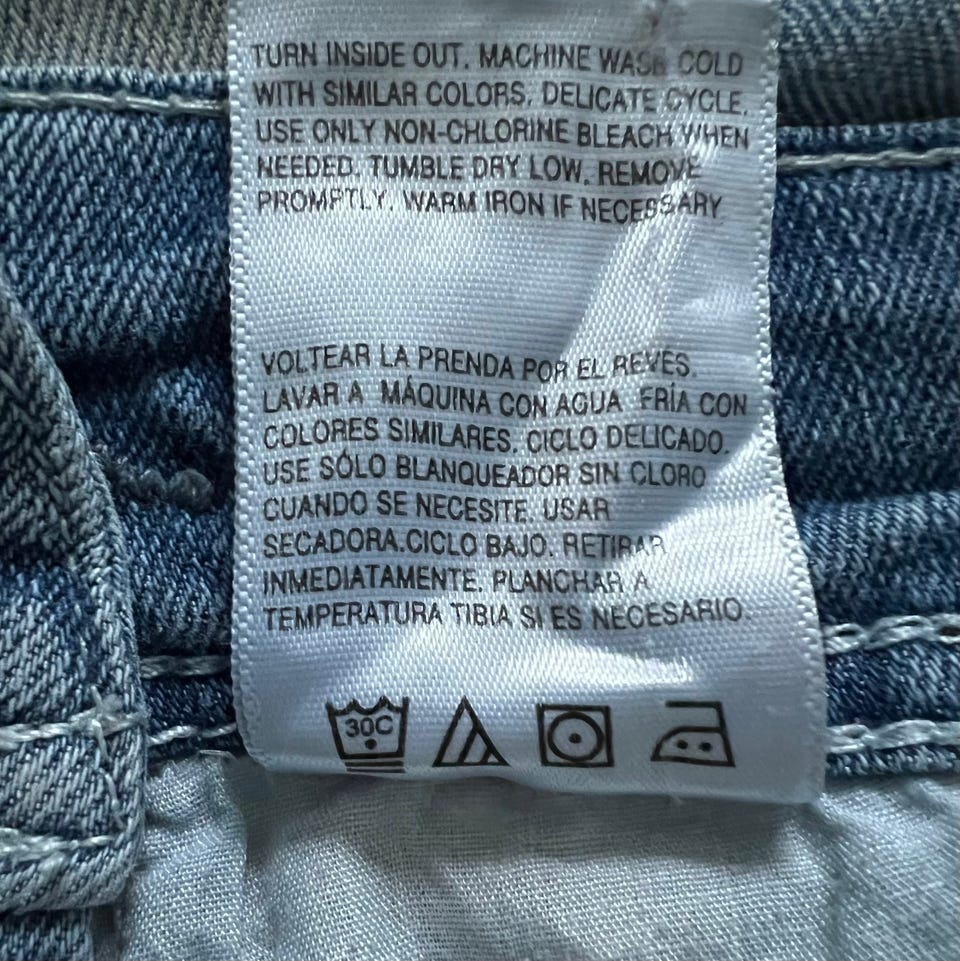 TURN INSIDE OUT. MACHINE WASH COLD
WITH SIMILAR COLORS. DELICATE CYCLE.
USE ONLY NON-CHLORINE BLEACH WHEN
NEEDED. TUMBLE DRY LOW. REMOVE
PROMPTLY. WARM IRON IF NECESSARY
VOLTEAR LA PRENDA POR EL REVÉS.
LAVAR A MÁQUINA CON AGUA FRÍA CON
COLORES SIMILARES. CICLO DELICADO.
USE SÓLO BLANQUEADOR SIN CLORO
CUANDO SE NECESITE. USAR
SECADORA.CICLO BAJO. RETIRAR
INMEDIATAMENTE. PLANCHAR A
TEMPERATURA TIBIA SI ES NECESARIO.
30C